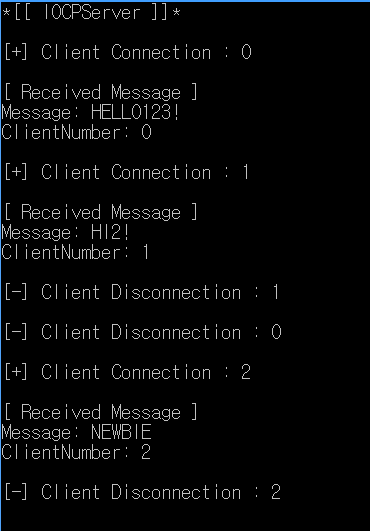 *[[ IOCPServer ]]*
[+] Client Connection : 0
[ Received Message ]
Message: HELLO123!
ClientNumber: 0
[+] Client Connection : 1
[ Received Message ]
Message: HI2!
ClientNumber: 1
[-] Client Disconnection : 1
[-] Client Disconnection : 0
[+] Client Connection : 2
[ Received Message ]
Message: NEWBIE
ClientNumber: 2
[-] Client Disconnection : 2